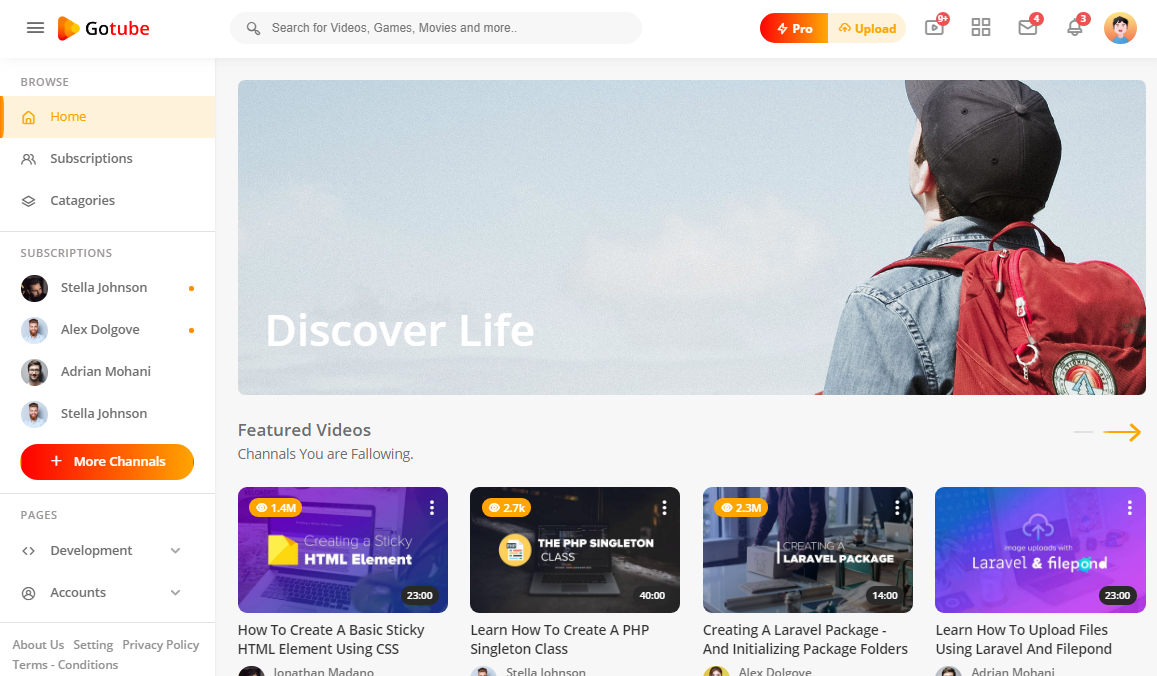 Gotube
Search for Videos, Games, Movies and more..
Pro
Upload
9+
4
3
BROWSE
Home
Subscriptions
Catagories
SUBSCRIPTIONS
Stella Johnson
Alex Dolgove
Adrian Mohani
Stella Johnson
+ More Channals
PAGES
Development
Accounts
About Us Setting Privacy Policy
Terms - Conditions
Discover Life
Featured Videos
Channals You are Fallowing.
1.4M
Creating a Sticky
HTML Element
23:00
How To Create A Basic Sticky
HTML Element Using CSS
Jonathan Madano
2.7k
THE PHP SINGLETON
CLASS
40:00
Learn How To Create A PHP
Singleton Class
Stella Johnson
2.3M
CREATING A
LARAVEL PACKAGE
14:00
Creating A Laravel Package -
And Initializing Package Folders
Alex Dolgove
image uploads with
Laravel & filepond
23:00
Learn How To Upload Files
Using Laravel And Filepond
Adrian Mohani